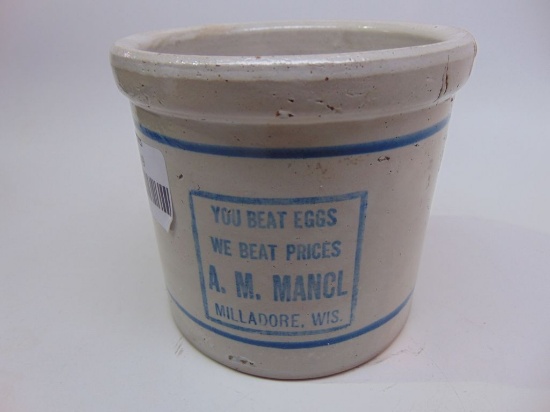 YOU BEAT EGGS
WE BEAT PRICES
A. M. MANCL
MILLADORE, WIS.